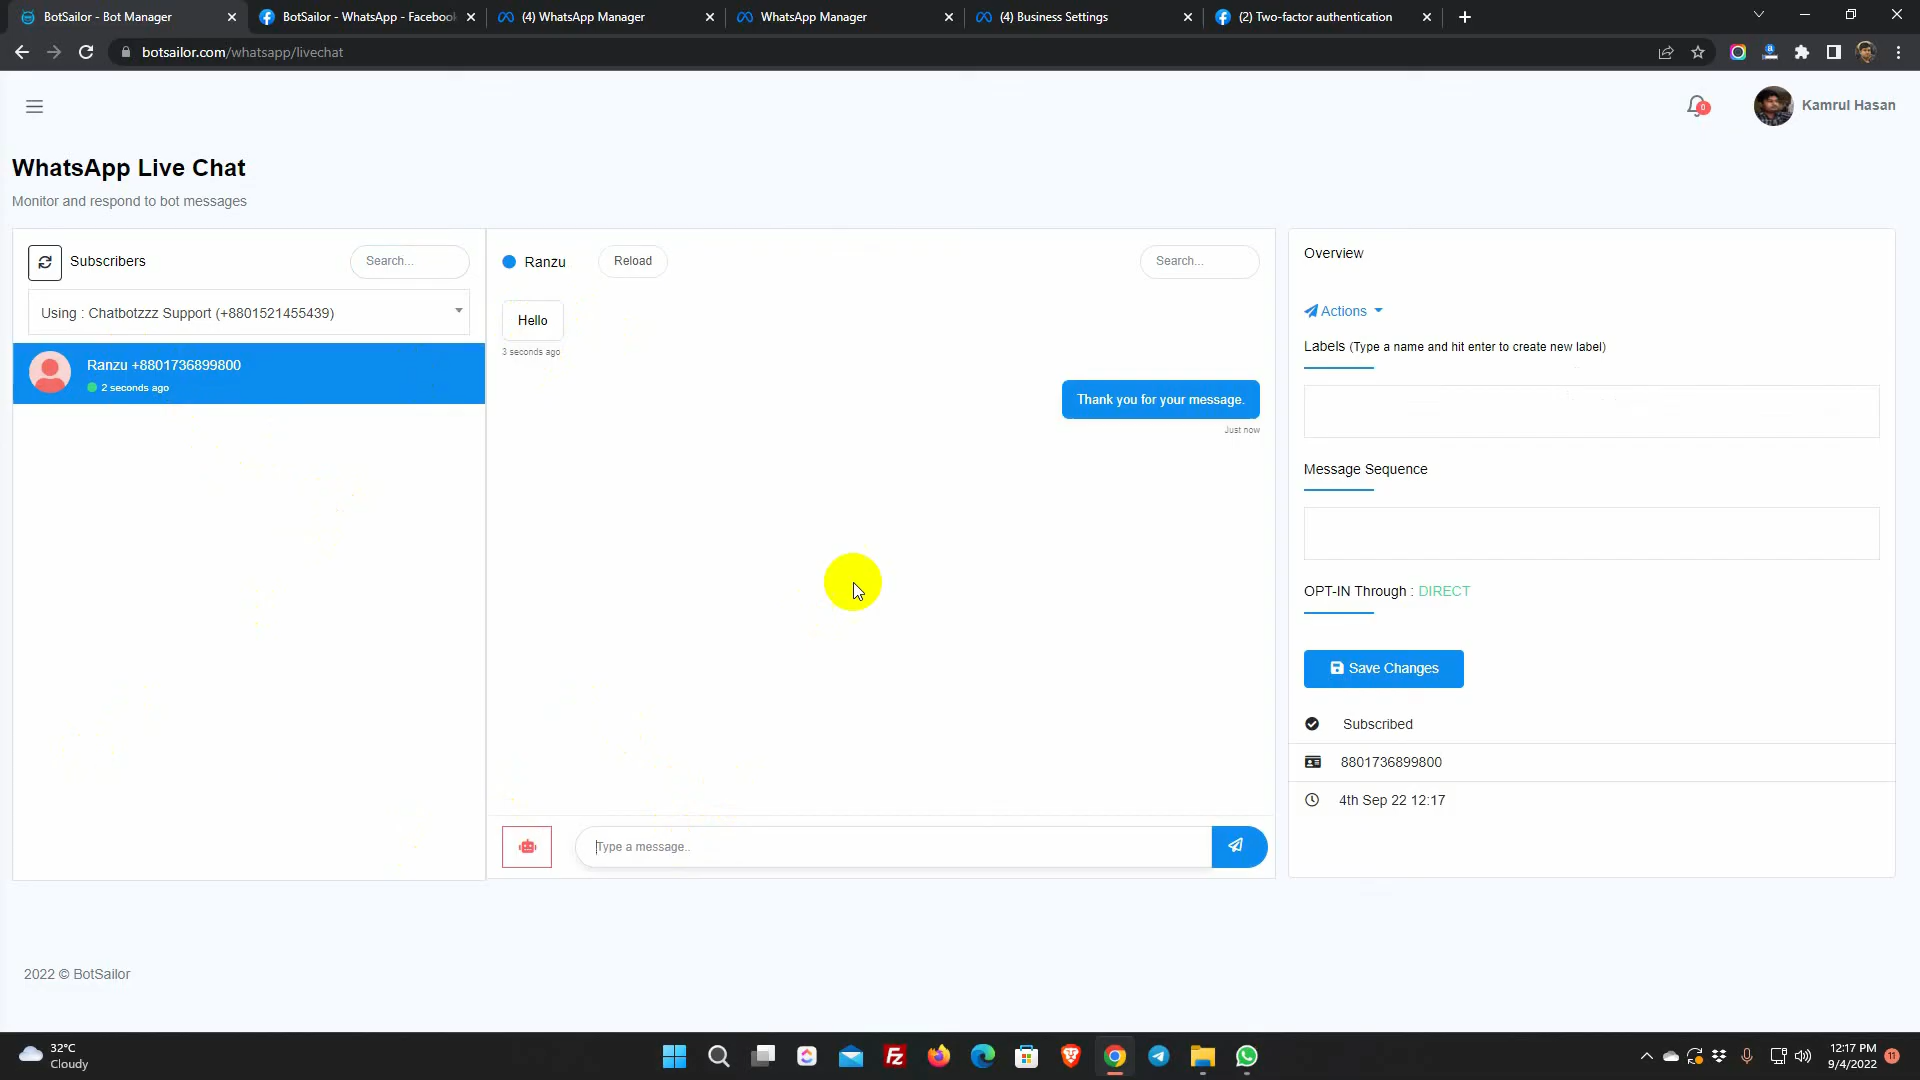 BotSailor - Bot Manager
BotSailor - WhatsApp - Facebook
(4) WhatsApp Manager
WhatsApp Manager
(4) Business Settings
(2) Two-factor authentication
botsailor.com/whatsapp/livechat
0
Kamrul Hasan
WhatsApp Live Chat
Monitor and respond to bot messages
Subscribers
Search...
Using : Chatbotzzz Support (+8801521455439)
Ranzu +8801736899800
2 seconds ago
Ranzu
Reload
Search...
Hello
3 seconds ago
Thank you for your message.
Just now
Type a message..
Overview
Actions
Labels (Type a name and hit enter to create new label)
Message Sequence
OPT-IN Through : DIRECT
Save Changes
Subscribed
8801736899800
4th Sep 22 12:17
2022 © BotSailor
32°C
Cloudy
Fz
12:17 PM
9/4/2022
11